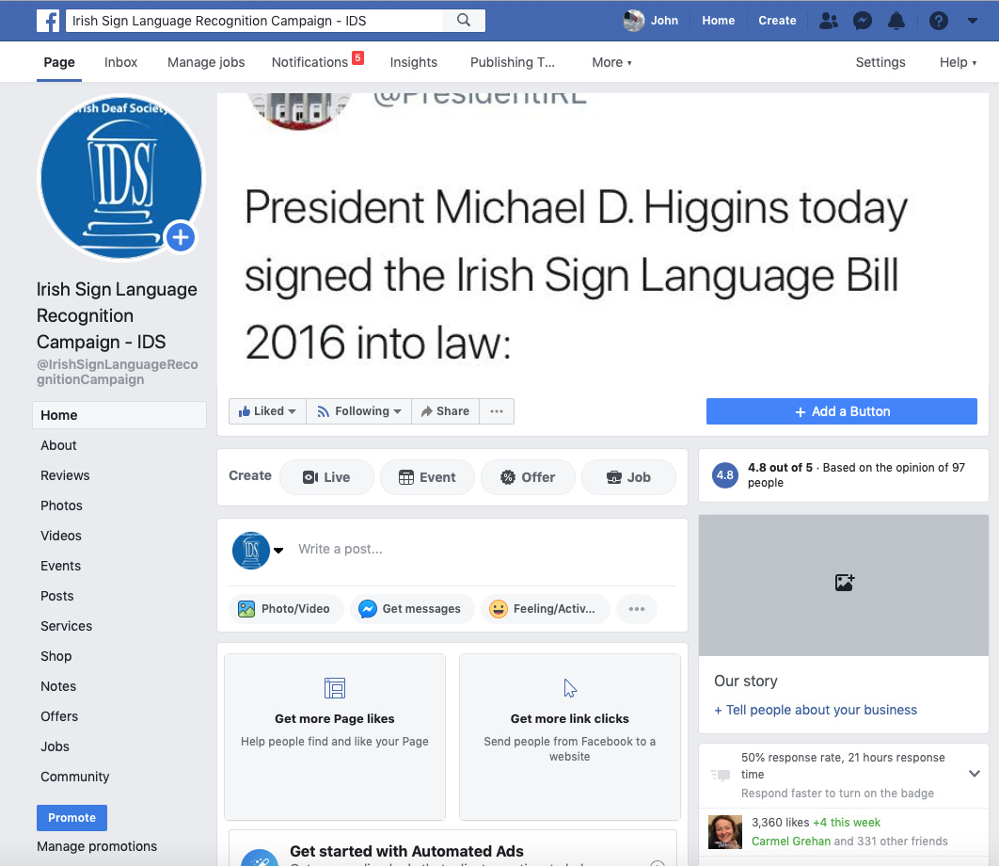 Irish Sign Language Recognition Campaign - IDS
John
Home
Create
Page
Inbox
Manage jobs
Notifications
5
Insights
Publishing T...
More
Settings
Help
Irish Deaf Society
IDS
Irish Sign Language
Recognition
Campaign - IDS
@IrishSignLanguageReco
gnitionCampaign
Home
About
Reviews
Photos
Videos
Events
Posts
Services
Shop
Notes
Offers
Jobs
Community
Promote
Manage promotions
@PresidentIRL
President Michael D. Higgins today
signed the Irish Sign Language Bill
2016 into law:
Liked
Following
Share
+ Add a Button
Create
Live
Event
Offer
Job
IDS
Write a post...
Photo/Video
Get messages
Feeling/Activ...
Get more Page likes
Help people find and like your Page
Get more link clicks
Send people from Facebook to a
website
Get started with Automated Ads
4.8
4.8 out of 5 · Based on the opinion of 97
people
Our story
+ Tell people about your business
50% response rate, 21 hours response
time
Respond faster to turn on the badge
3,360 likes +4 this week
Carmel Grehan and 331 other friends